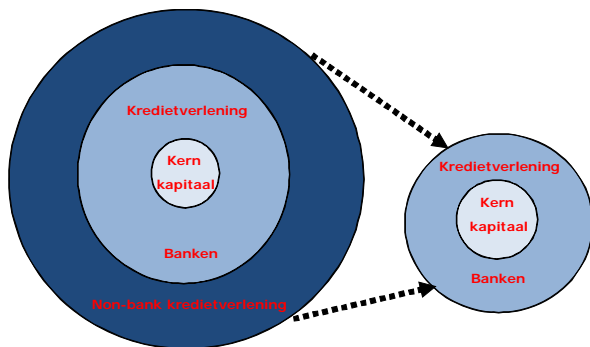 Kredietverlening
Kern
kapitaal
Banken
Non-bank kredietverlening
Kredietverlening
Kern
kapitaal
Banken